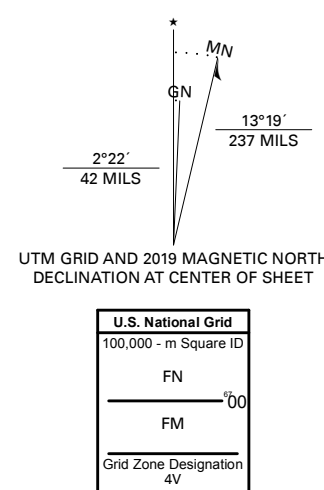 ★
MN
GN
13°19´
237 MILS
2°22´
42 MILS
UTM GRID AND 2019 MAGNETIC NORTH
DECLINATION AT CENTER OF SHEET
U.S. National Grid
100,000 - m Square ID
FN
⁶⁷00
FM
Grid Zone Designation
4V